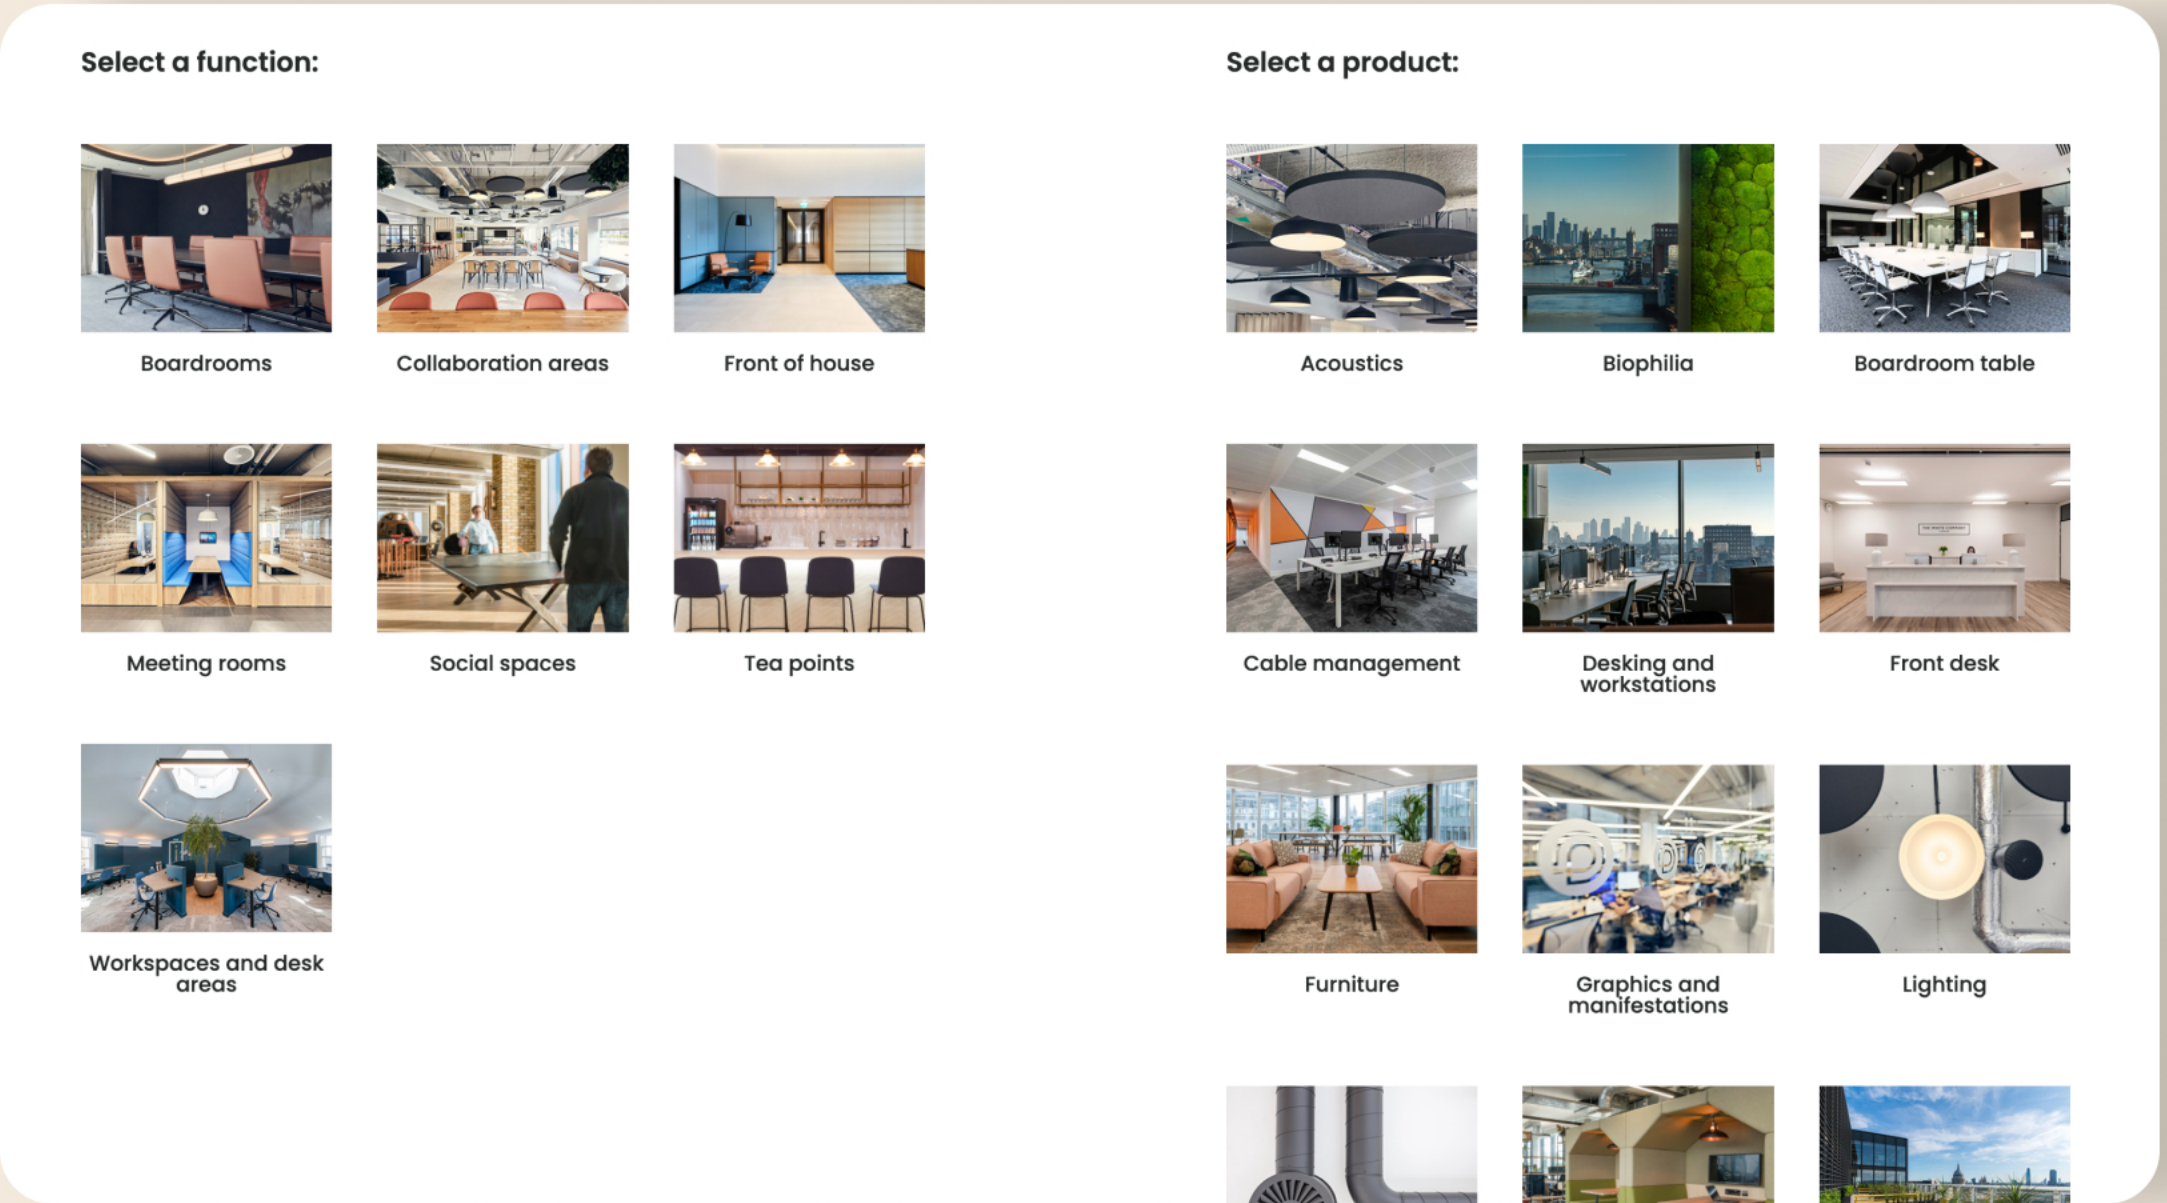 Select a function:
Boardrooms
Collaboration areas
Front of house
Meeting rooms
Social spaces
Tea points
Workspaces and desk
areas
Select a product:
Acoustics
Biophilia
Boardroom table
Cable management
Desking and
workstations
Front desk
Furniture
Graphics and
manifestations
Lighting